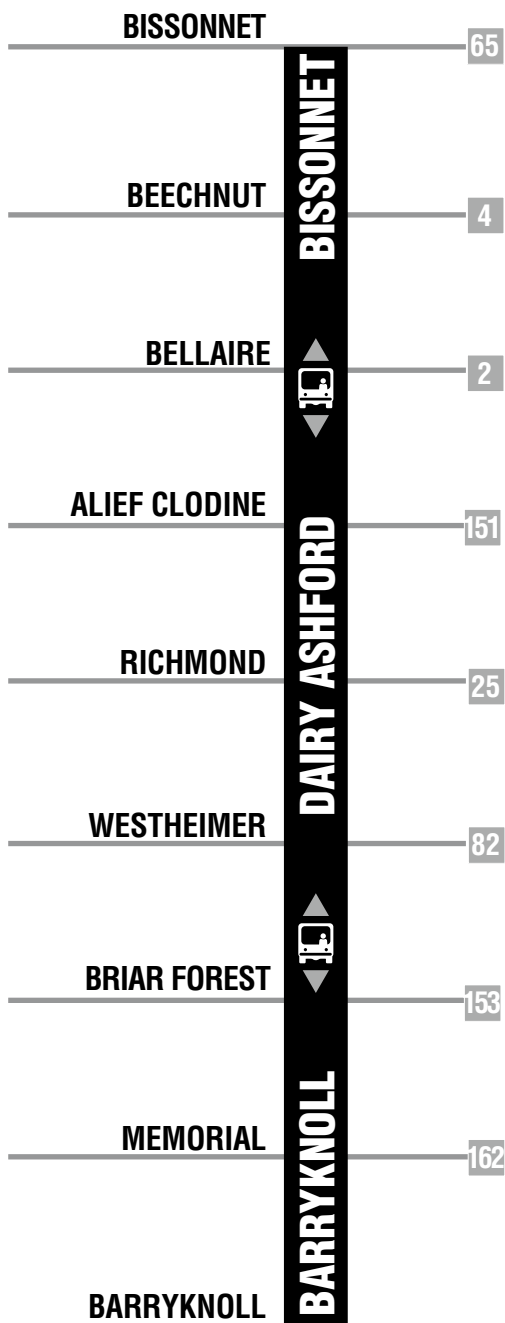 BISSONNET
65
BISSONNET
BEECHNUT
4
BELLAIRE
2
ALIEF CLODINE
151
DAIRY ASHFORD
RICHMOND
25
WESTHEIMER
82
BRIAR FOREST
153
BARRYKNOLL
MEMORIAL
162
BARRYKNOLL